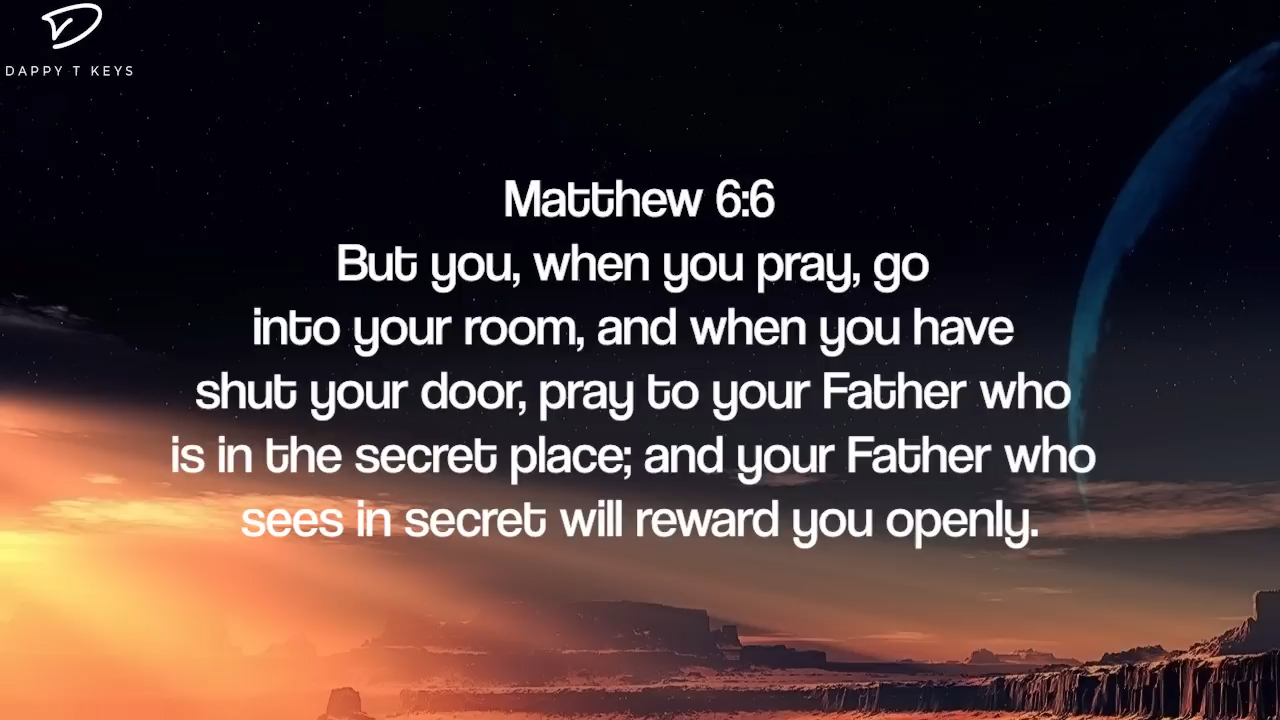 DAPPY T KEYS
Matthew 6:6
But you, when you pray, go
into your room, and when you have
shut your door, pray to your Father who
is in the secret place; and your Father who
sees in secret will reward you openly.